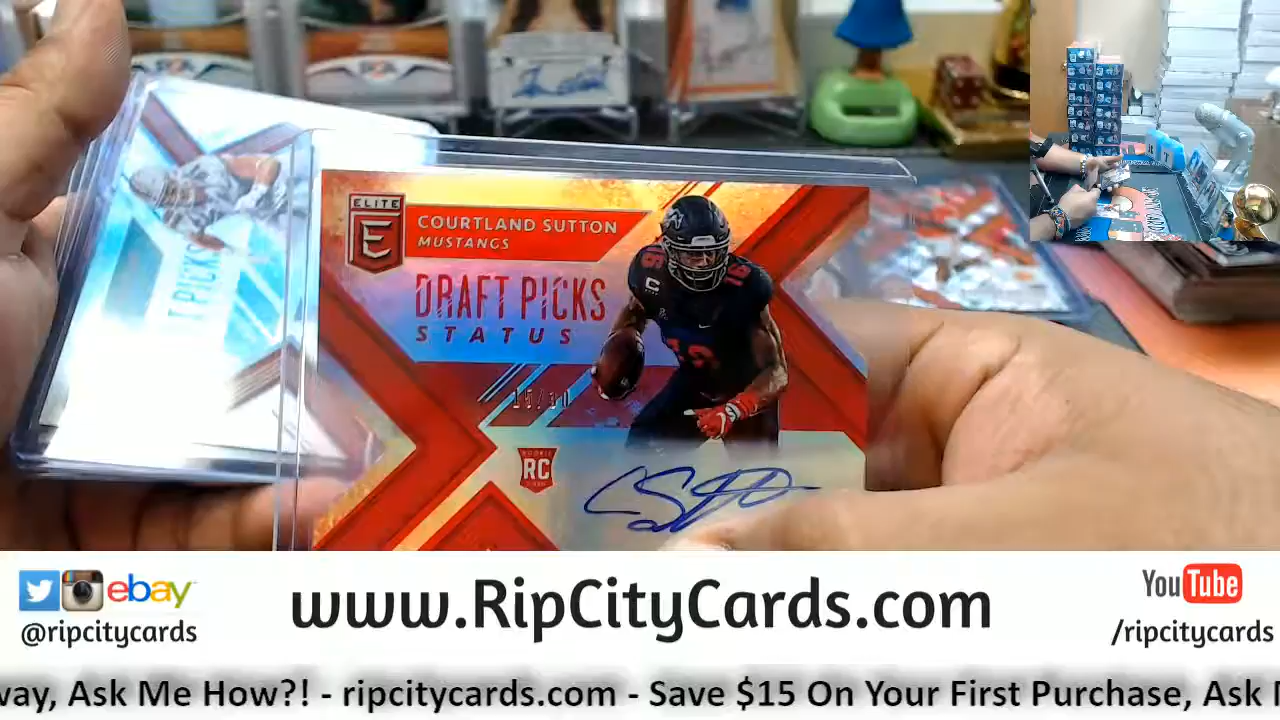 ELITE
E
COURTLAND SUTTON
MUSTANGS
DRAFT PICKS
STATUS
RC
T PICKS
ebay
@ripcitycards
www.RipCityCards.com
YouTube
/ripcitycards
way, Ask Me How?! - ripcitycards.com - Save $15 On Your First Purchase, Ask